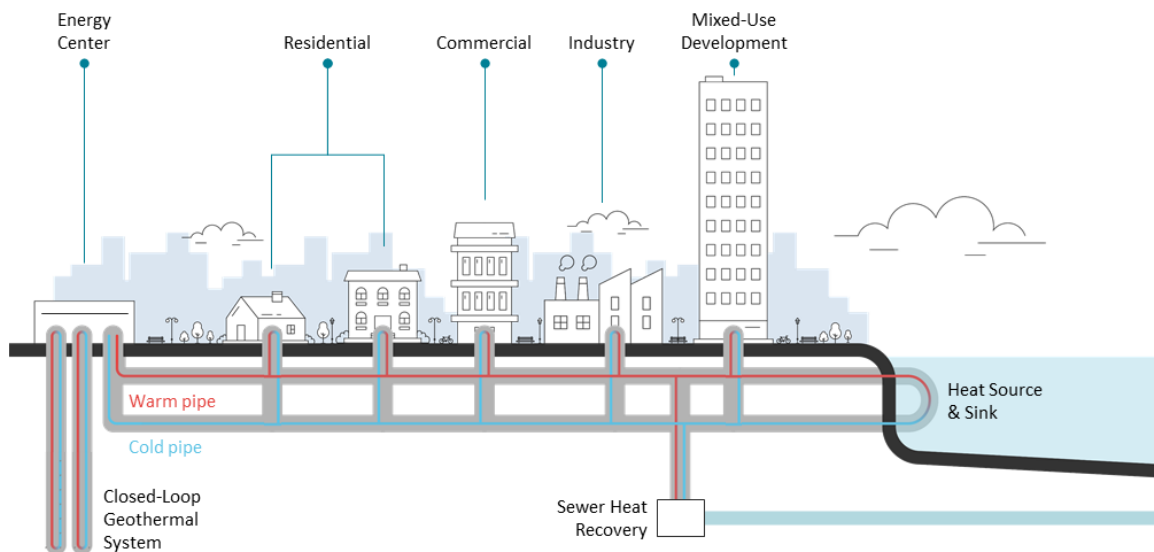 Energy
Center
Residential
Commercial
Industry
Mixed-Use
Development
Warm pipe
Cold pipe
Heat Source
& Sink
Closed-Loop
Geothermal
System
Sewer Heat
Recovery